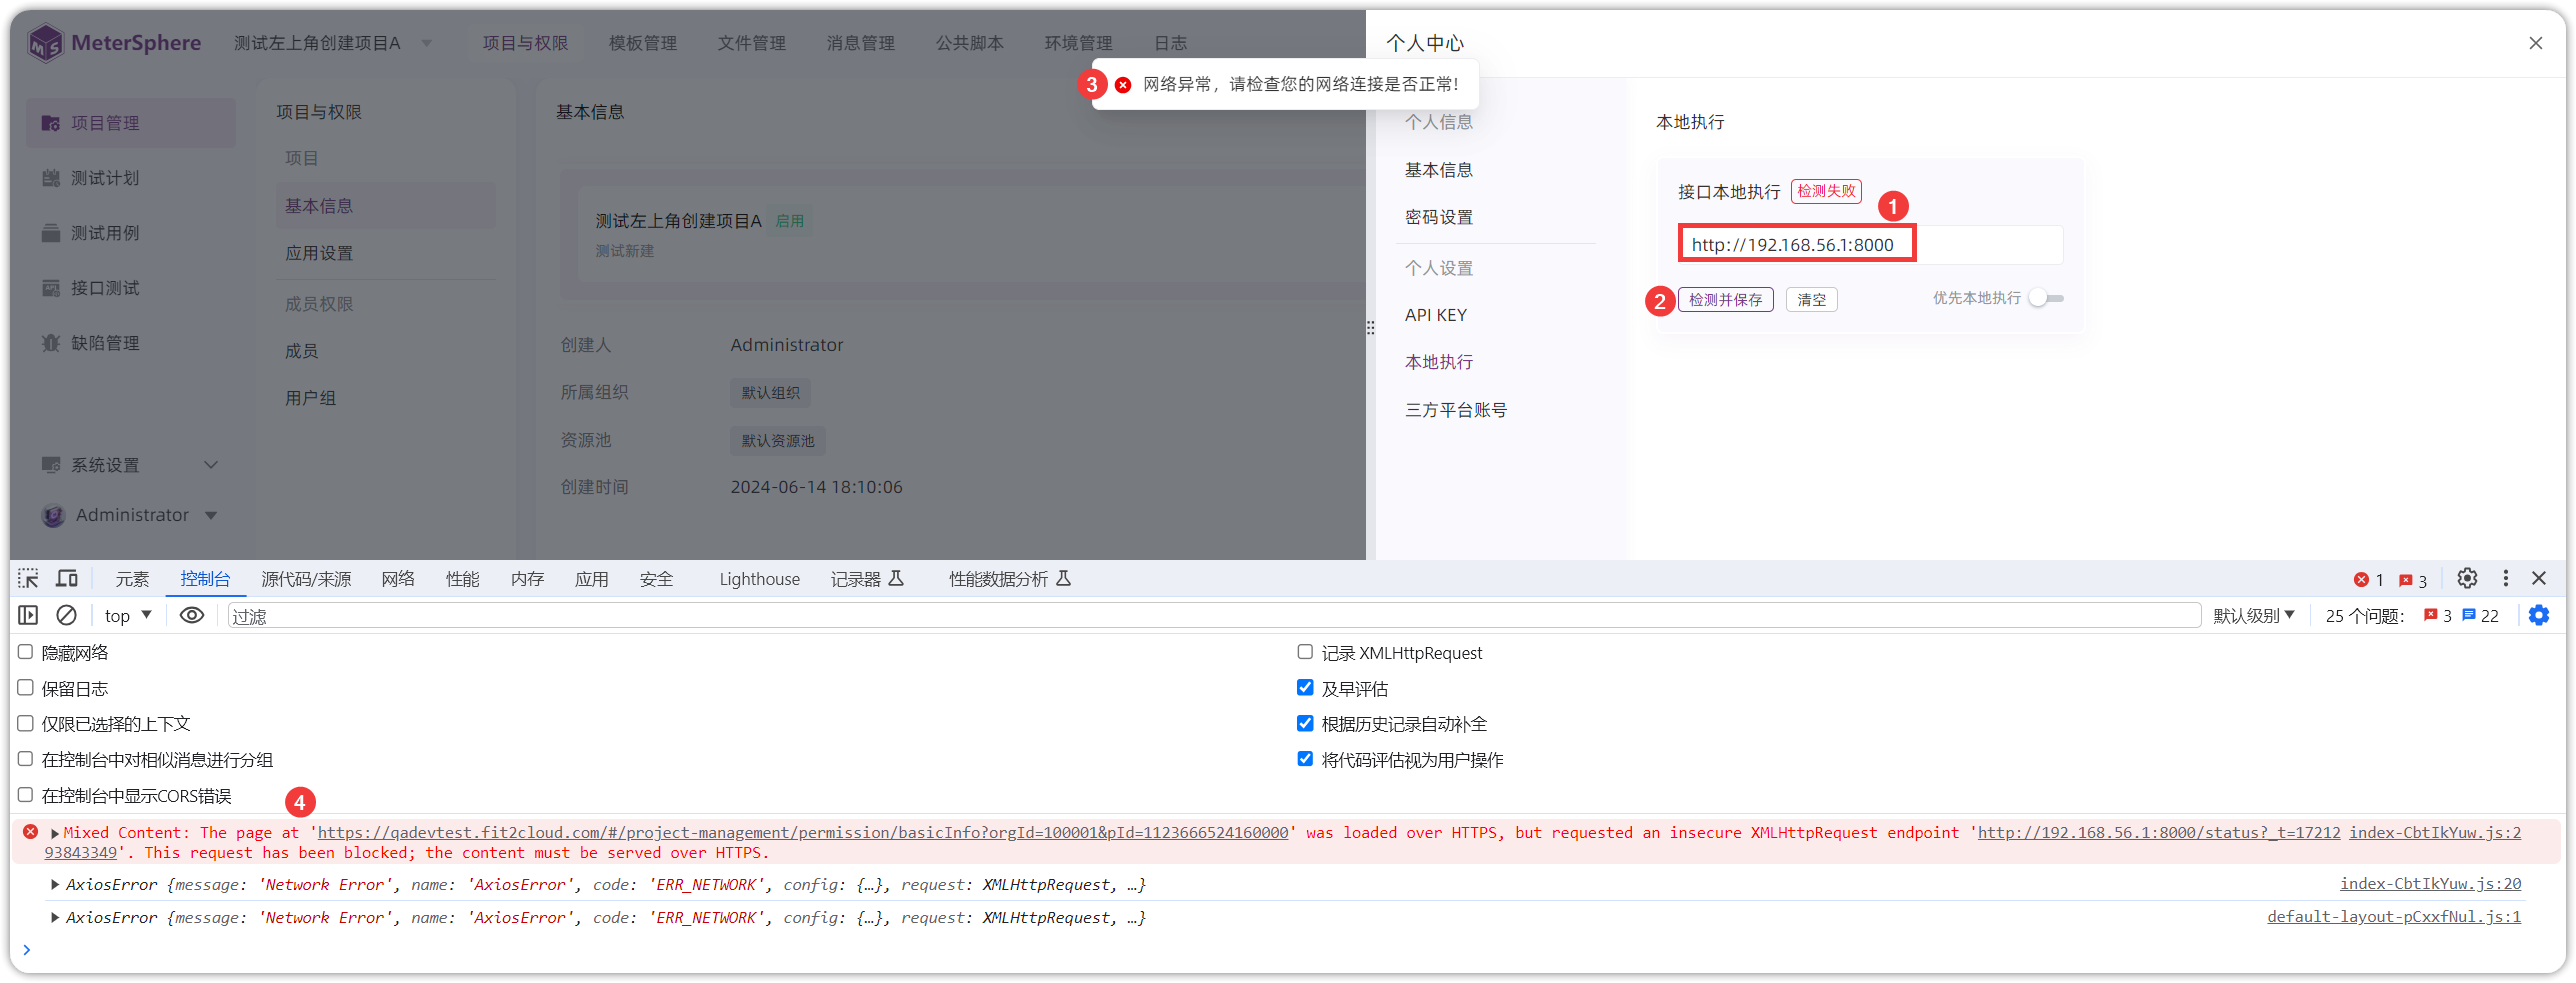 MeterSphere
测试左上角创建项目A
项目与权限
模板管理
文件管理
消息管理
公共脚本
环境管理
日志
项目管理
测试计划
测试用例
接口测试
缺陷管理
系统设置
Administrator
项目与权限
项目
基本信息
应用设置
成员权限
成员
用户组
基本信息
测试左上角创建项目A 启用
测试新建
创建人 Administrator
所属组织 默认组织
资源池 默认资源池
创建时间 2024-06-14 18:10:06
个人中心
3 网络异常，请检查您的网络连接是否正常!
个人信息
基本信息
密码设置
个人设置
API KEY
本地执行
三方平台账号
本地执行
接口本地执行 检测失败
1
http://192.168.56.1:8000
2 检测并保存 清空 优先本地执行
元素 控制台 源代码/来源 网络 性能 内存 应用 安全 Lighthouse 记录器 性能数据分析 1 3
top 过滤 默认级别 25 个问题： 3 22
隐藏网络
保留日志
仅限已选择的上下文
在控制台中对相似消息进行分组
在控制台中显示CORS错误
记录 XMLHttpRequest
及早评估
根据历史记录自动补全
将代码评估视为用户操作
4
Mixed Content: The page at 'https://qadevtest.fit2cloud.com/#/project-management/permission/basicInfo?orgId=100001&pId=1123666524160000' was loaded over HTTPS, but requested an insecure XMLHttpRequest endpoint 'http://192.168.56.1:8000/status?_t=17212 index-CbtIkYuw.js:2
93843349'. This request has been blocked; the content must be served over HTTPS.
AxiosError {message: 'Network Error', name: 'AxiosError', code: 'ERR_NETWORK', config: {…}, request: XMLHttpRequest, …} index-CbtIkYuw.js:20
AxiosError {message: 'Network Error', name: 'AxiosError', code: 'ERR_NETWORK', config: {…}, request: XMLHttpRequest, …} default-layout-pCxxfNul.js:1